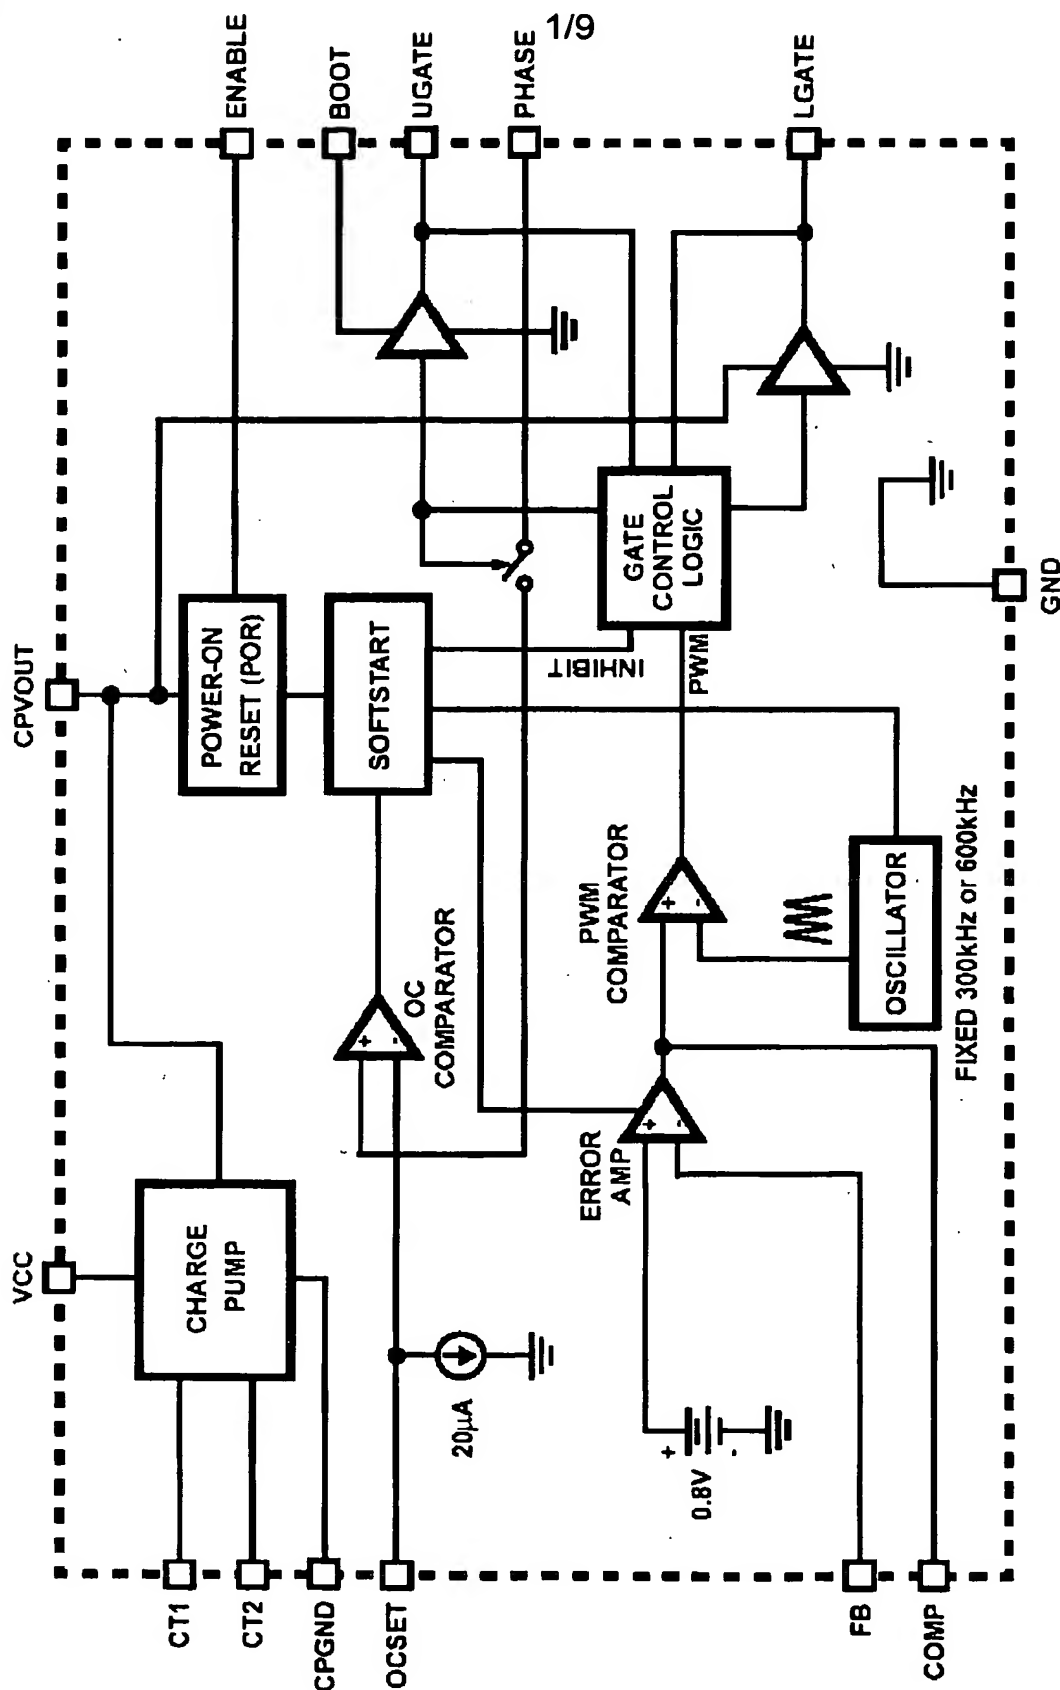 1/9
CPVOUT
VCC
ENABLE
BOOT
UGATE
PHASE
LGATE
CT1
CT2
CPGND
OCSET
FB
COMP
GND
CHARGE
PUMP
POWER-ON
RESET (POR)
SOFTSTART
+
-
OC
COMPARATOR
20µA
INHIBIT
PWM
GATE
CONTROL
LOGIC
ERROR
AMP
+
-
PWM
COMPARATOR
+
-
+
-
0.8V
OSCILLATOR
FIXED 300kHz or 600kHz